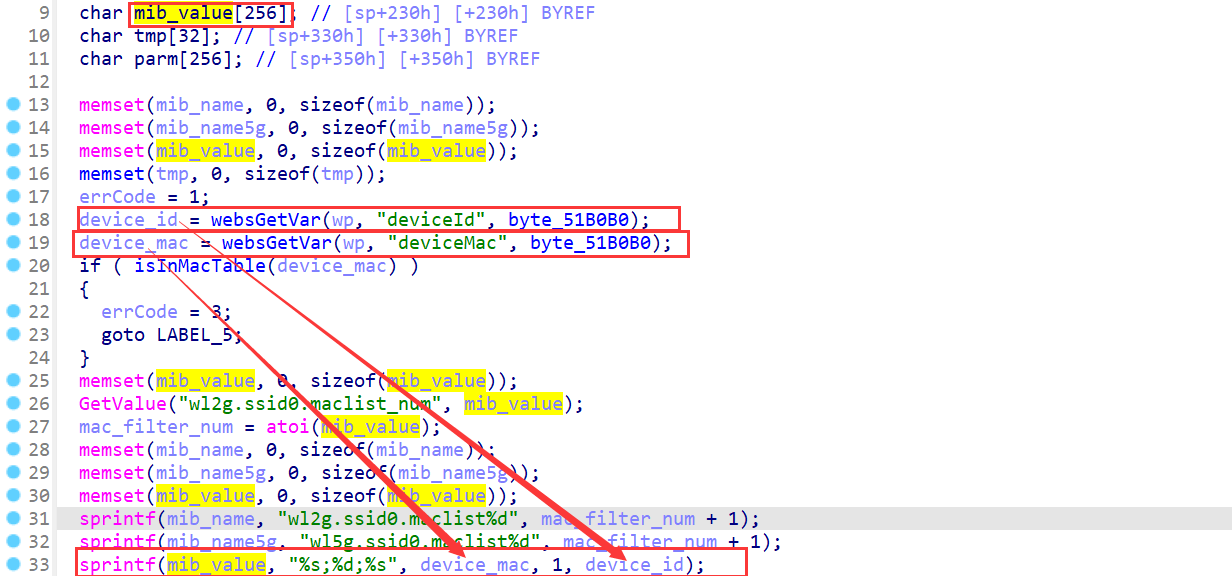 9 char mib_value[256]; // [sp+230h] [+230h] BYREF
10 char tmp[32]; // [sp+330h] [+330h] BYREF
11 char parm[256]; // [sp+350h] [+350h] BYREF
12
13 memset(mib_name, 0, sizeof(mib_name));
14 memset(mib_name5g, 0, sizeof(mib_name5g));
15 memset(mib_value, 0, sizeof(mib_value));
16 memset(tmp, 0, sizeof(tmp));
17 errCode = 1;
18 device_id = websGetVar(wp, "deviceId", byte_51B0B0);
19 device_mac = websGetVar(wp, "deviceMac", byte_51B0B0);
20 if ( isInMacTable(device_mac) )
21 {
22 errCode = 3;
23 goto LABEL_5;
24 }
25 memset(mib_value, 0, sizeof(mib_value));
26 GetValue("wl2g.ssid0.maclist_num", mib_value);
27 mac_filter_num = atoi(mib_value);
28 memset(mib_name, 0, sizeof(mib_name));
29 memset(mib_name5g, 0, sizeof(mib_name5g));
30 memset(mib_value, 0, sizeof(mib_value));
31 sprintf(mib_name, "wl2g.ssid0.maclist%d", mac_filter_num + 1);
32 sprintf(mib_name5g, "wl5g.ssid0.maclist%d", mac_filter_num + 1);
33 sprintf(mib_value, "%s;%d;%s", device_mac, 1, device_id);